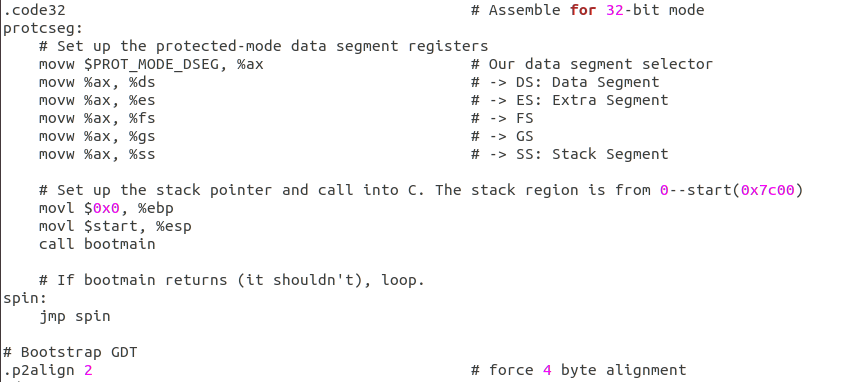 .code32                                             # Assemble for 32-bit mode
protcseg:
    # Set up the protected-mode data segment registers
    movw $PROT_MODE_DSEG, %ax                       # Our data segment selector
    movw %ax, %ds                                   # -> DS: Data Segment
    movw %ax, %es                                   # -> ES: Extra Segment
    movw %ax, %fs                                   # -> FS
    movw %ax, %gs                                   # -> GS
    movw %ax, %ss                                   # -> SS: Stack Segment

    # Set up the stack pointer and call into C. The stack region is from 0--start(0x7c00)
    movl $0x0, %ebp
    movl $start, %esp
    call bootmain

    # If bootmain returns (it shouldn't), loop.
spin:
    jmp spin

# Bootstrap GDT
.p2align 2                                          # force 4 byte alignment